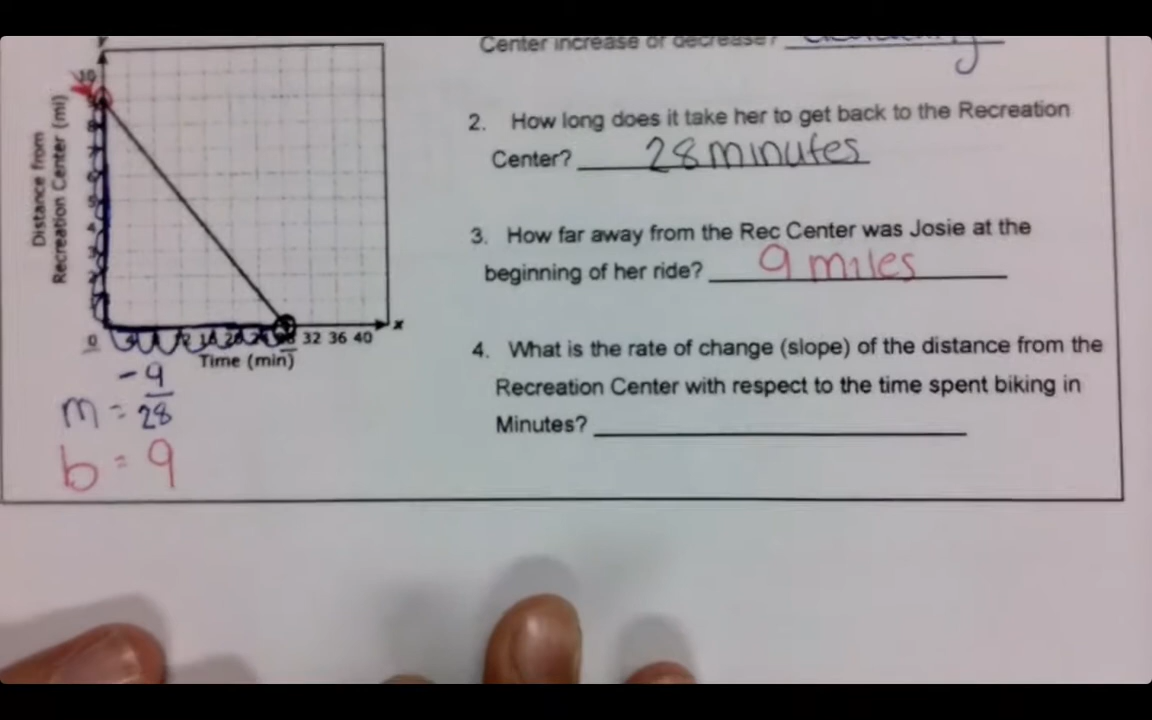 Center increase or decrease?
2. How long does it take her to get back to the Recreation
Center? 28 minutes
3. How far away from the Rec Center was Josie at the
beginning of her ride? 9 miles
4. What is the rate of change (slope) of the distance from the
Recreation Center with respect to the time spent biking in
Minutes?
Distance from
Recreation Center (mi)
10
5
4
0 32 36 40 x
Time (min)
m = -9/28
b = 9